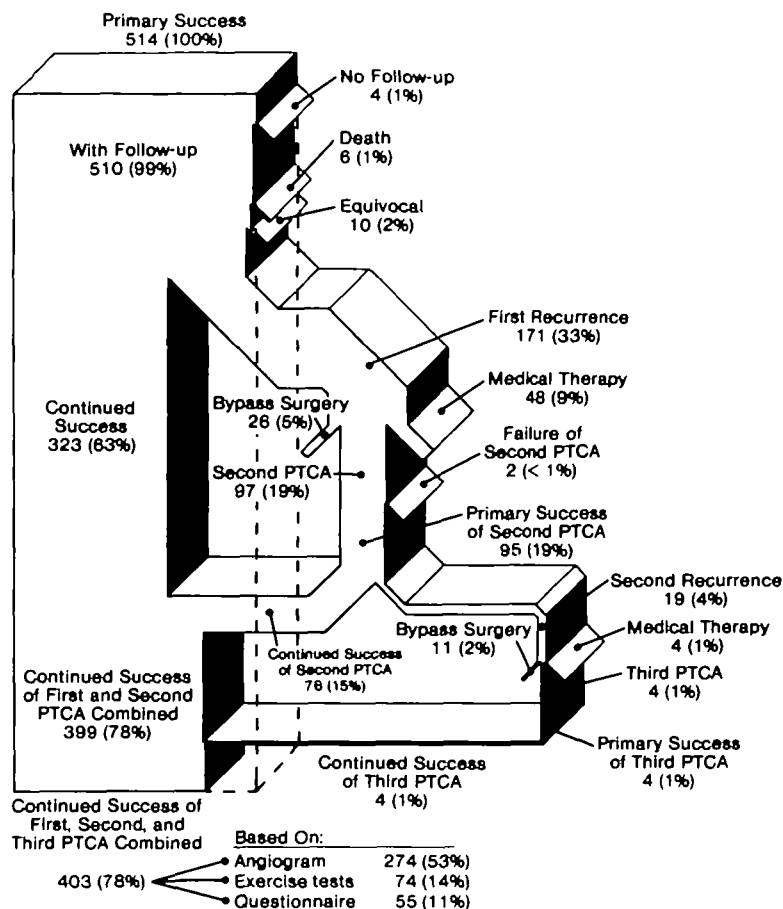 Primary Success
514 (100%)
No Follow-up
4 (1%)
With Follow-up
510 (99%)
Death
6 (1%)
Equivocal
10 (2%)
First Recurrence
171 (33%)
Medical Therapy
48 (9%)
Continued
Success
323 (63%)
Bypass Surgery
26 (5%)
Failure of
Second PTCA
2 (< 1%)
Second PTCA
97 (19%)
Primary Success
of Second PTCA
95 (19%)
Second Recurrence
19 (4%)
Bypass Surgery
11 (2%)
Medical Therapy
4 (1%)
Continued Success
of Second PTCA
76 (15%)
Third PTCA
4 (1%)
Continued Success
of First and Second
PTCA Combined
399 (78%)
Primary Success
of Third PTCA
4 (1%)
Continued Success
of Third PTCA
4 (1%)
Continued Success of
First, Second, and
Third PTCA Combined
403 (78%)
Based On:
Angiogram 274 (53%)
Exercise tests 74 (14%)
Questionnaire 55 (11%)